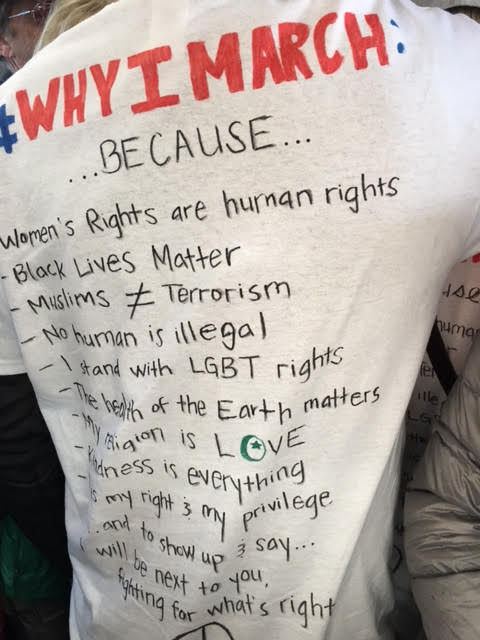 #WHY I MARCH:
...BECAUSE...
Women's Rights are human rights
- Black Lives Matter
- Muslims ≠ Terrorism
- No human is illegal
- I stand with LGBT rights
- The health of the Earth matters
- My religion is LOVE
- Kindness is everything
- is my right & my privilege
...and to show up & say...
I will be next to you,
fighting for what's right